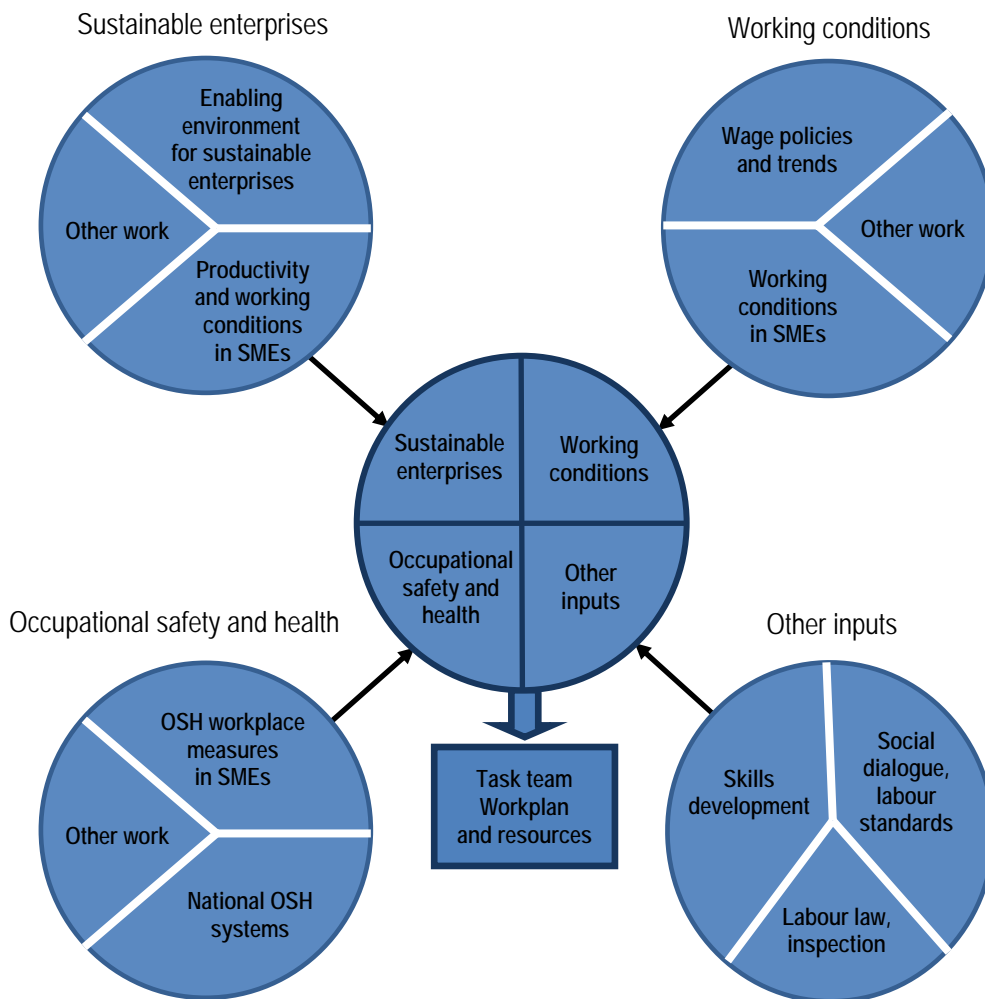 Sustainable enterprises
Enabling
environment
for sustainable
enterprises
Other work
Productivity
and working
conditions
in SMEs
Working conditions
Wage policies
and trends
Other work
Working
conditions
in SMEs
Sustainable
enterprises
Working
conditions
Occupational
safety and
health
Other
inputs
Task team
Workplan
and resources
Occupational safety and health
OSH workplace
measures
in SMEs
Other work
National OSH
systems
Other inputs
Skills
development
Social
dialogue,
labour
standards
Labour law,
inspection